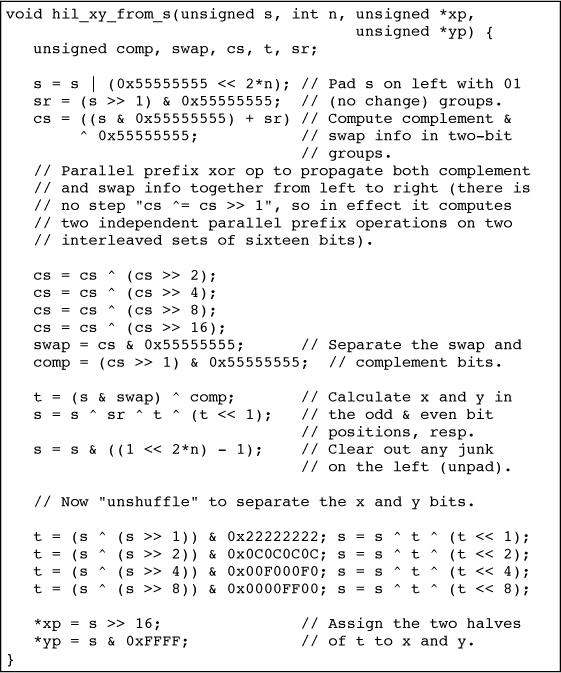 void hil_xy_from_s(unsigned s, int n, unsigned *xp,
                                      unsigned *yp) {
   unsigned comp, swap, cs, t, sr;

   s = s | (0x55555555 << 2*n); // Pad s on left with 01
   sr = (s >> 1) & 0x55555555;  // (no change) groups.
   cs = ((s & 0x55555555) + sr) // Compute complement &
        ^ 0x55555555;           // swap info in two-bit
                                // groups.
   // Parallel prefix xor op to propagate both complement
   // and swap info together from left to right (there is
   // no step "cs ^= cs >> 1", so in effect it computes
   // two independent parallel prefix operations on two
   // interleaved sets of sixteen bits).

   cs = cs ^ (cs >> 2);
   cs = cs ^ (cs >> 4);
   cs = cs ^ (cs >> 8);
   cs = cs ^ (cs >> 16);
   swap = cs & 0x55555555;      // Separate the swap and
   comp = (cs >> 1) & 0x55555555;  // complement bits.

   t = (s & swap) ^ comp;       // Calculate x and y in
   s = s ^ sr ^ t ^ (t << 1);   // the odd & even bit
                                // positions, resp.
   s = s & ((1 << 2*n) - 1);    // Clear out any junk
                                // on the left (unpad).

   // Now "unshuffle" to separate the x and y bits.

   t = (s ^ (s >> 1)) & 0x22222222; s = s ^ t ^ (t << 1);
   t = (s ^ (s >> 2)) & 0x0C0C0C0C; s = s ^ t ^ (t << 2);
   t = (s ^ (s >> 4)) & 0x00F000F0; s = s ^ t ^ (t << 4);
   t = (s ^ (s >> 8)) & 0x0000FF00; s = s ^ t ^ (t << 8);

   *xp = s >> 16;               // Assign the two halves
   *yp = s & 0xFFFF;            // of t to x and y.
}